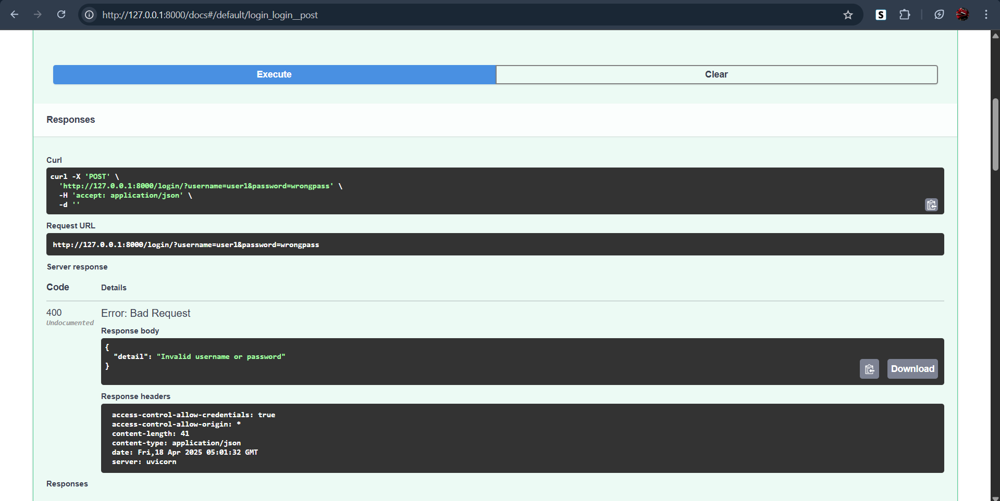 http://127.0.0.1:8000/docs#/default/login_login__post
S
Execute
Clear
Responses
Curl
curl -X 'POST' \
'http://127.0.0.1:8000/login/?username=user1&password=wrongpass' \
-H 'accept: application/json' \
-d ''
Request URL
http://127.0.0.1:8000/login/?username=user1&password=wrongpass
Server response
Code Details
400 Error: Bad Request
Undocumented
Response body
{
"detail": "Invalid username or password"
}
Download
Response headers
access-control-allow-credentials: true
access-control-allow-origin: *
content-length: 41
content-type: application/json
date: Fri,18 Apr 2025 05:01:32 GMT
server: uvicorn
Responses